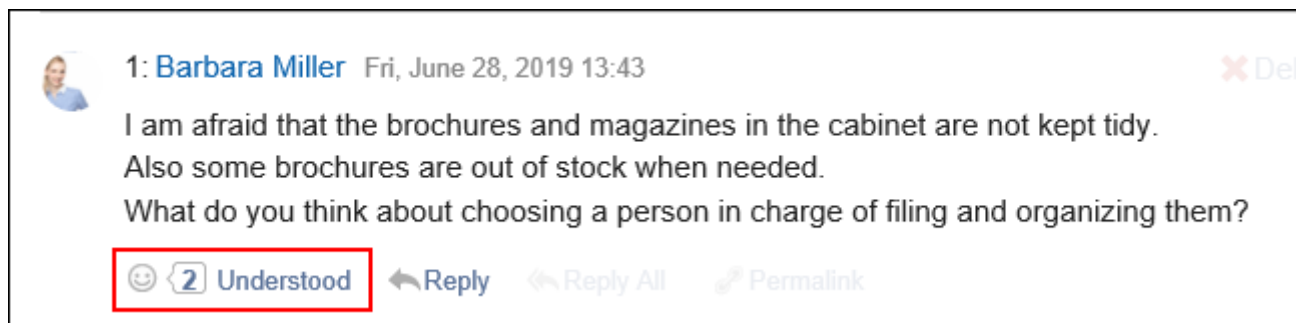 1: Barbara Miller Fri, June 28, 2019 13:43 Del
I am afraid that the brochures and magazines in the cabinet are not kept tidy.
Also some brochures are out of stock when needed.
What do you think about choosing a person in charge of filing and organizing them?
2 Understood Reply Reply All Permalink